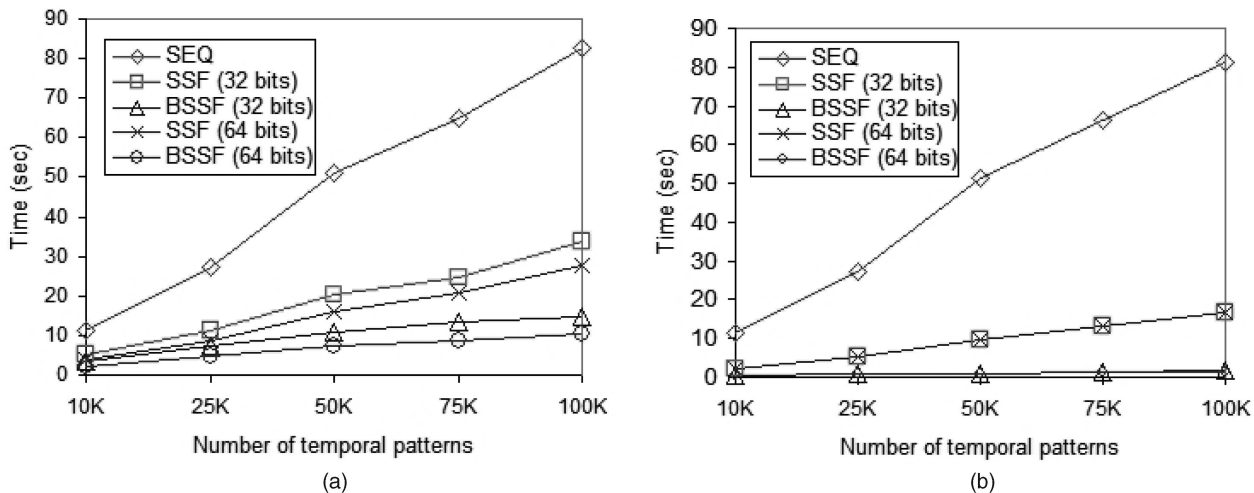 90
80
70
60
50
40
30
20
10
0
Time (sec)
SEQ
SSF (32 bits)
BSSF (32 bits)
SSF (64 bits)
BSSF (64 bits)
10K 25K 50K 75K 100K
Number of temporal patterns
(a)
90
80
70
60
50
40
30
20
10
0
Time (sec)
SEQ
SSF (32 bits)
BSSF (32 bits)
SSF (64 bits)
BSSF (64 bits)
10K 25K 50K 75K 100K
Number of temporal patterns
(b)